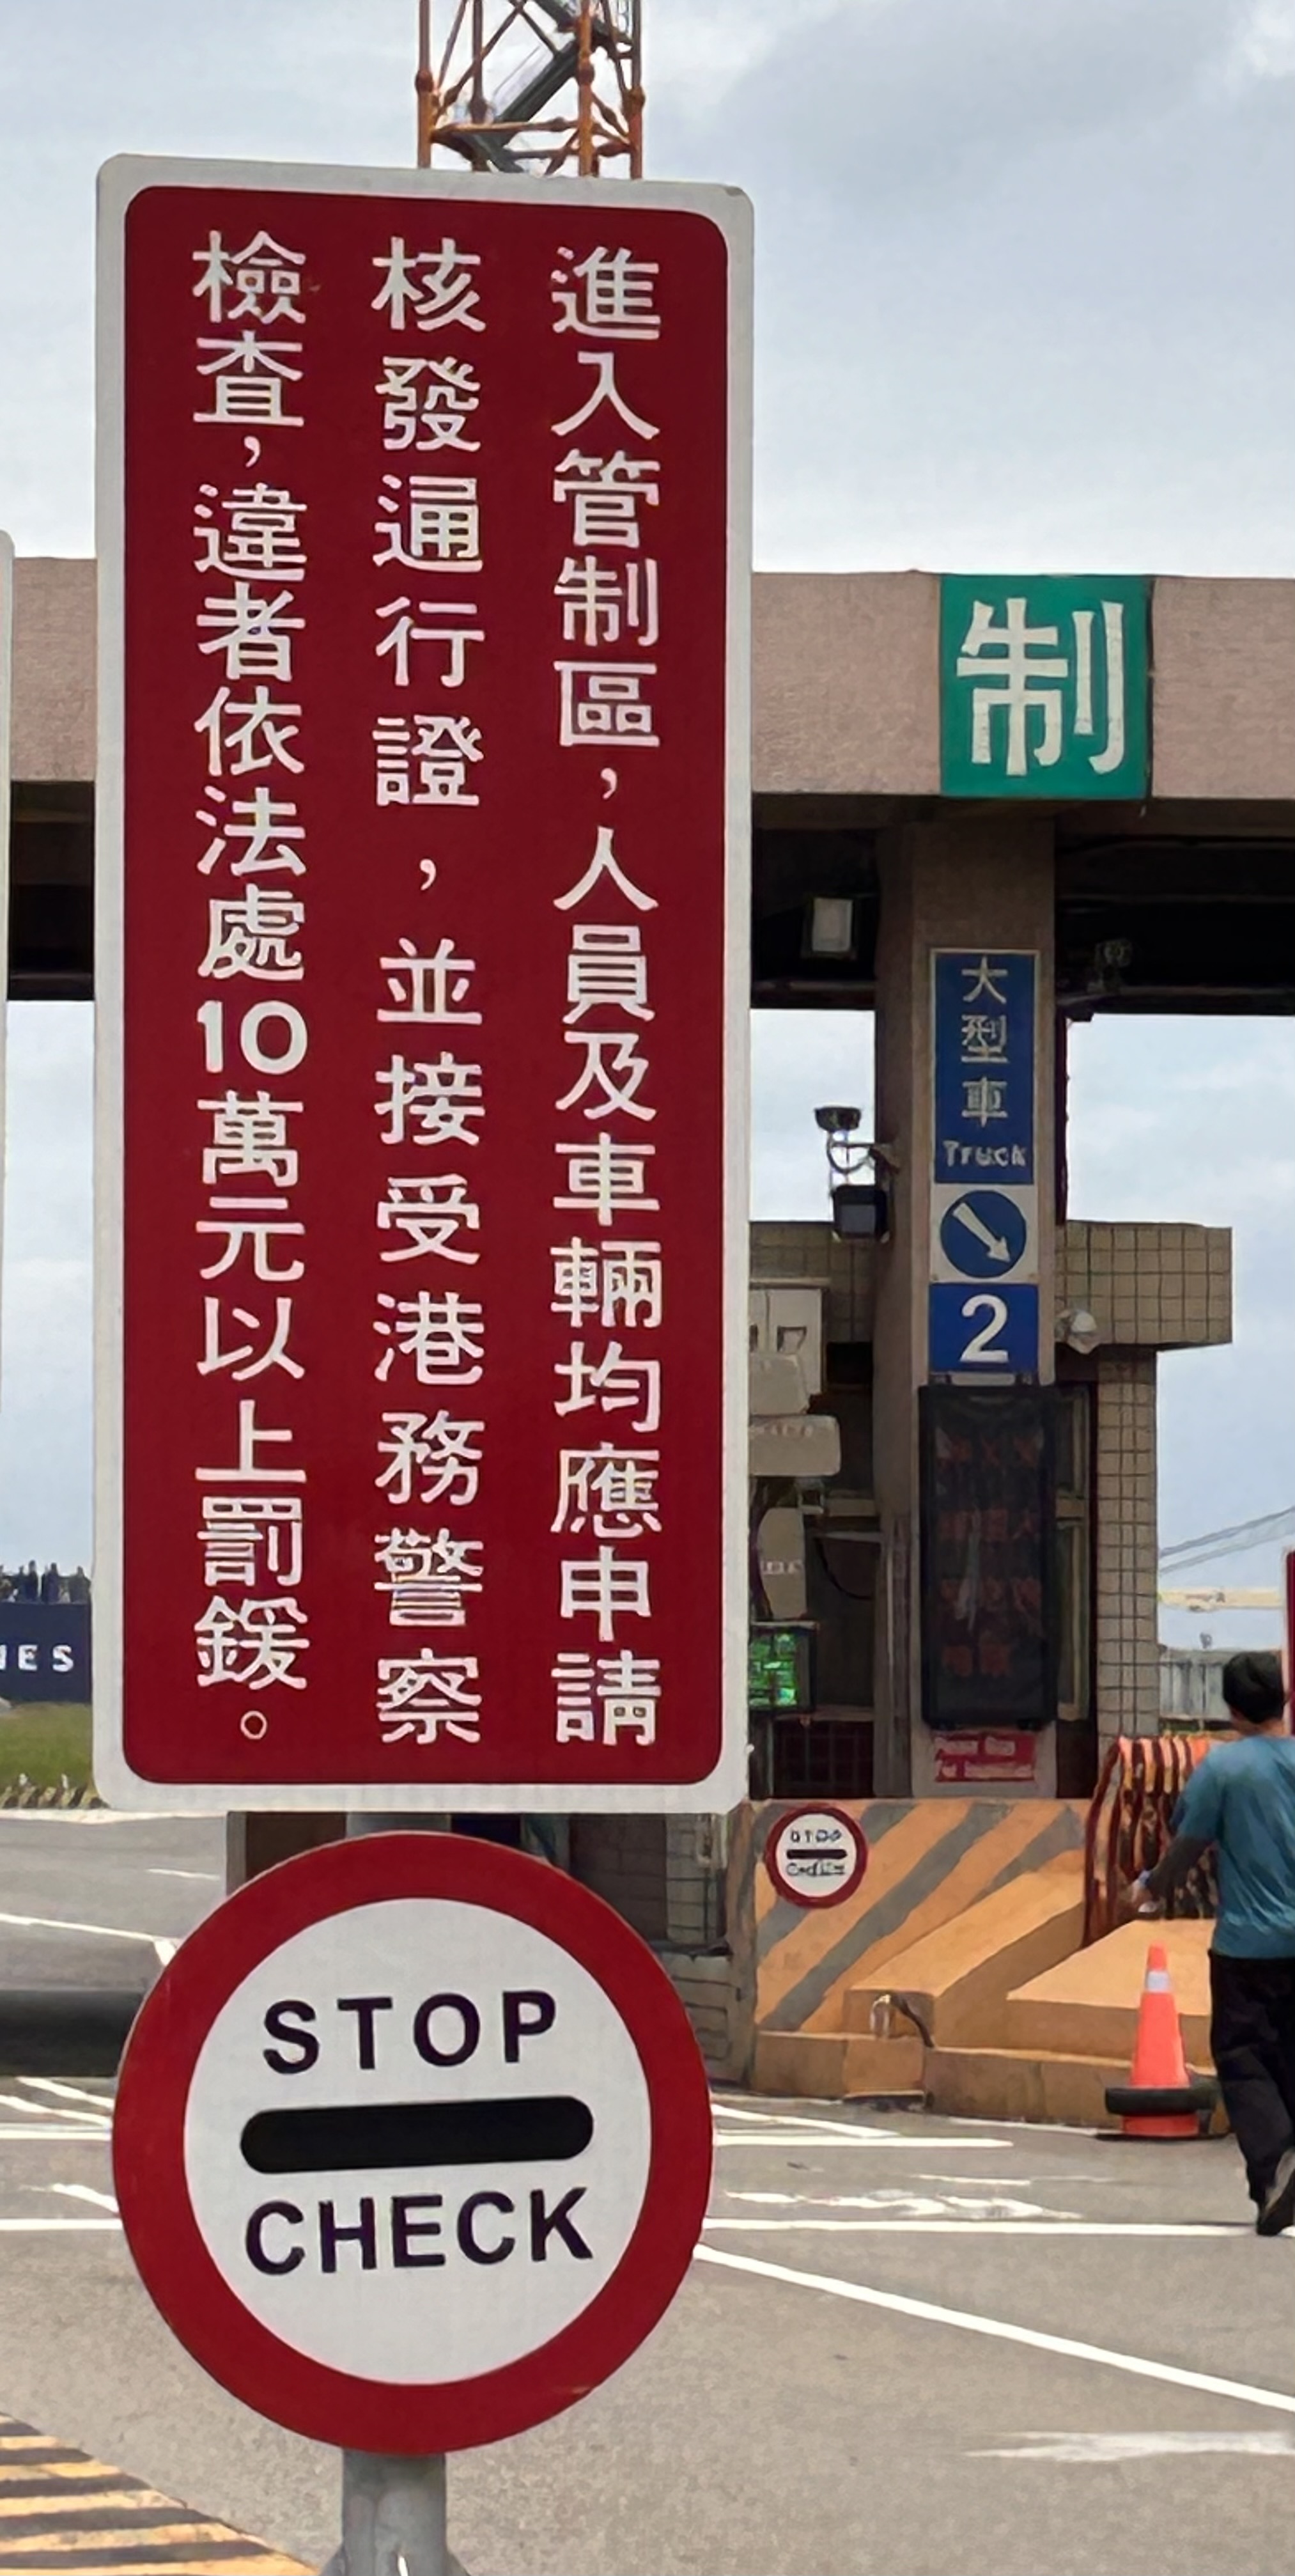 進入管制區，人員及車輛均應申請
核發通行證，並接受港務警察
檢查，違者依法處10萬元以上罰鍰。
STOP
CHECK
制
大型車
Truck
2
STOP